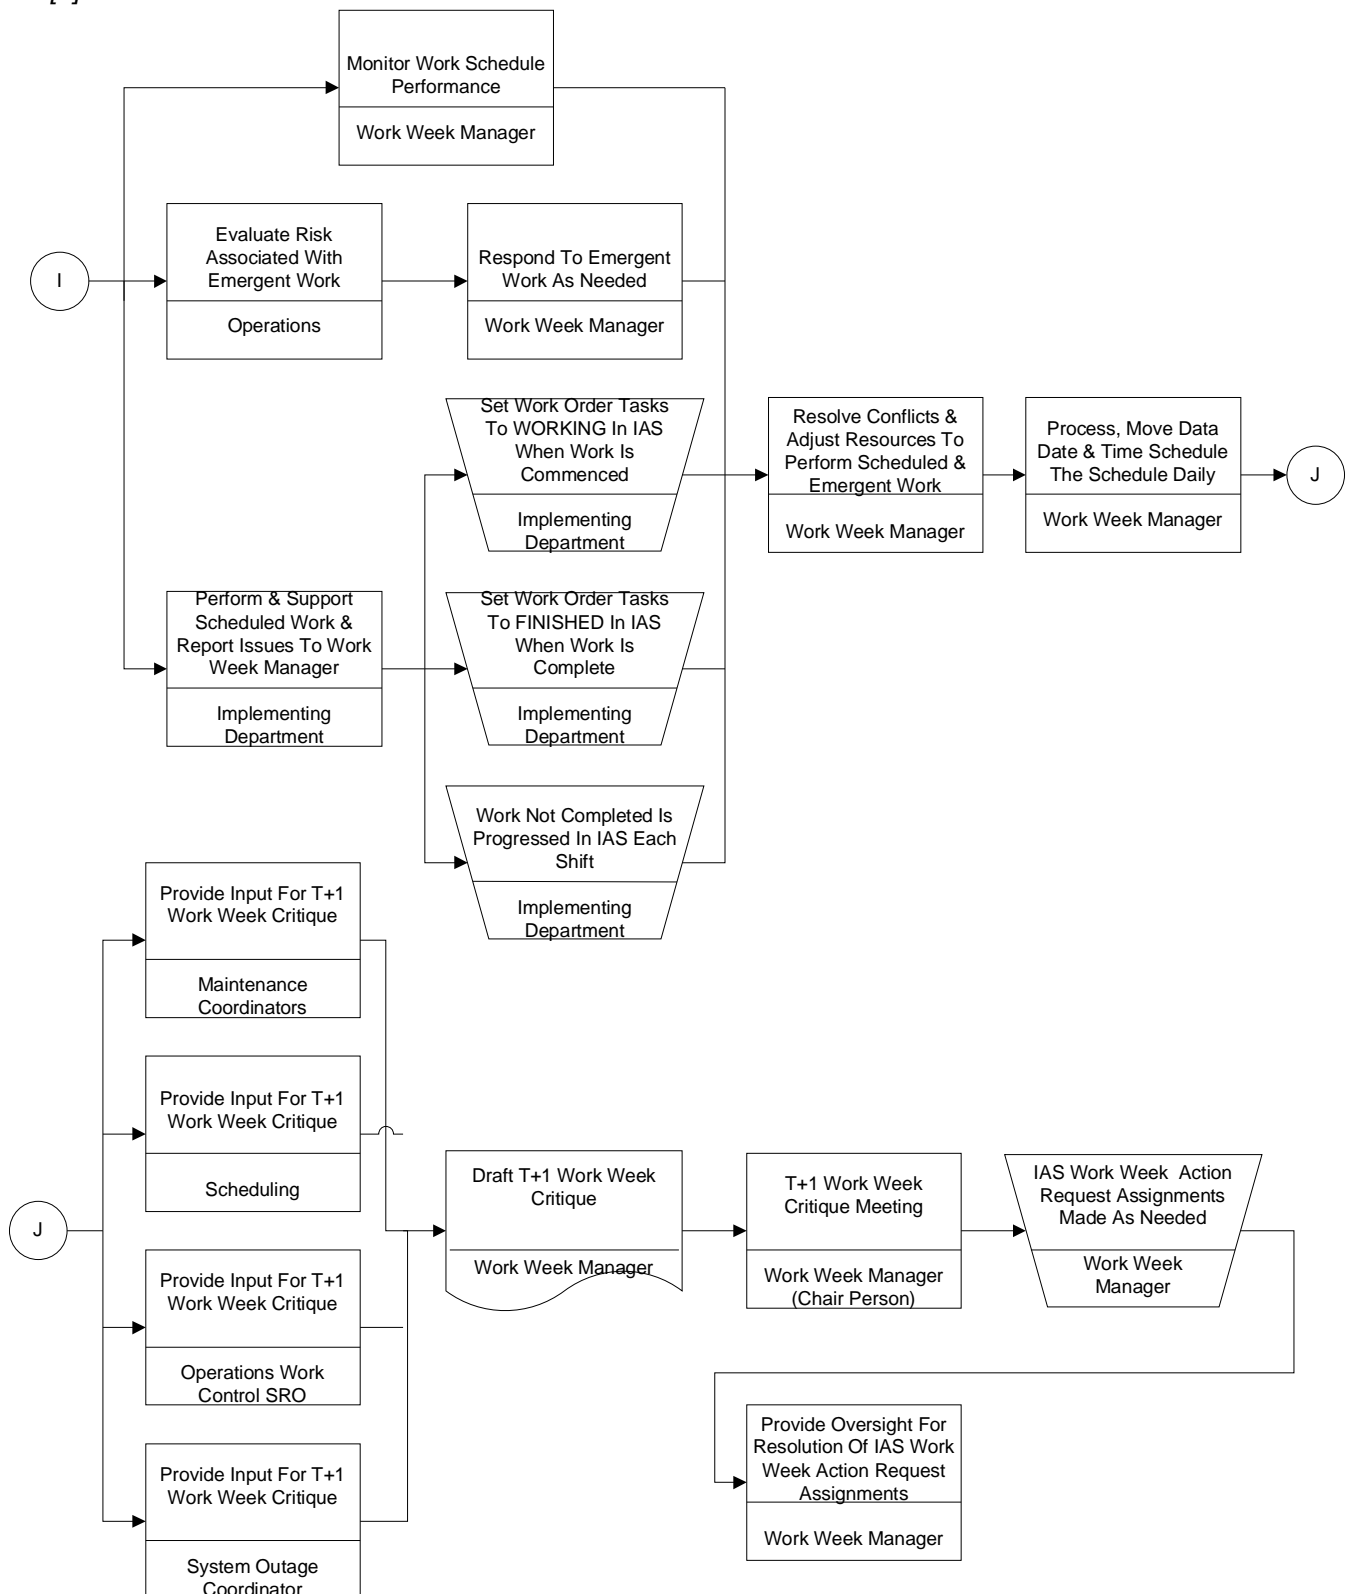 Monitor Work Schedule
Performance
Work Week Manager
I
Evaluate Risk
Associated With
Emergent Work
Operations
Respond To Emergent
Work As Needed
Work Week Manager
Set Work Order Tasks
To WORKING In IAS
When Work Is
Commenced
Implementing
Department
Resolve Conflicts &
Adjust Resources To
Perform Scheduled &
Emergent Work
Work Week Manager
Process, Move Data
Date & Time Schedule
The Schedule Daily
Work Week Manager
J
Perform & Support
Scheduled Work &
Report Issues To Work
Week Manager
Implementing
Department
Set Work Order Tasks
To FINISHED In IAS
When Work Is
Complete
Implementing
Department
Work Not Completed Is
Progressed In IAS Each
Shift
Implementing
Department
Provide Input For T+1
Work Week Critique
Maintenance
Coordinators
Provide Input For T+1
Work Week Critique
Scheduling
J
Provide Input For T+1
Work Week Critique
Operations Work
Control SRO
Provide Input For T+1
Work Week Critique
System Outage
Coordinator
Draft T+1 Work Week
Critique
Work Week Manager
T+1 Work Week
Critique Meeting
Work Week Manager
(Chair Person)
IAS Work Week Action
Request Assignments
Made As Needed
Work Week
Manager
Provide Oversight For
Resolution Of IAS Work
Week Action Request
Assignments
Work Week Manager